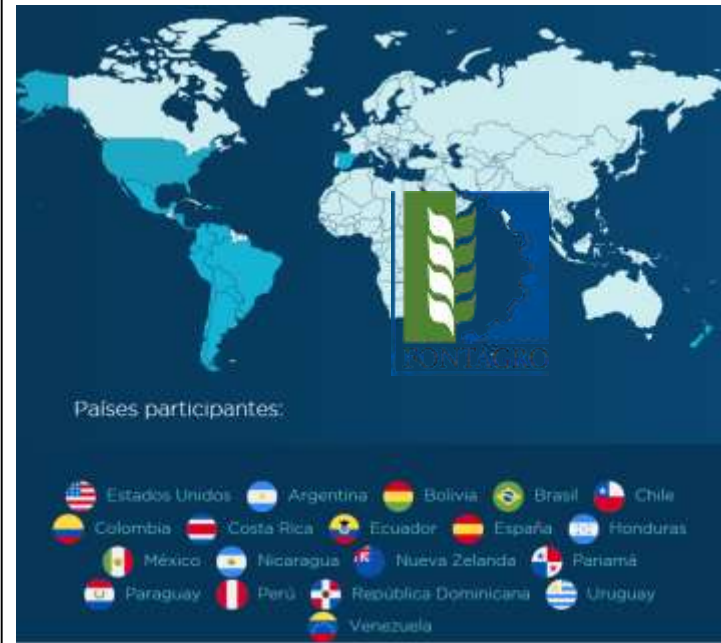 Países participantes:
Estados Unidos Argentina Bolivia Brasil Chile
Colombia Costa Rica Ecuador España Honduras
México Nicaragua Nueva Zelanda Panamá
Paraguay Perú República Dominicana Uruguay
Venezuela